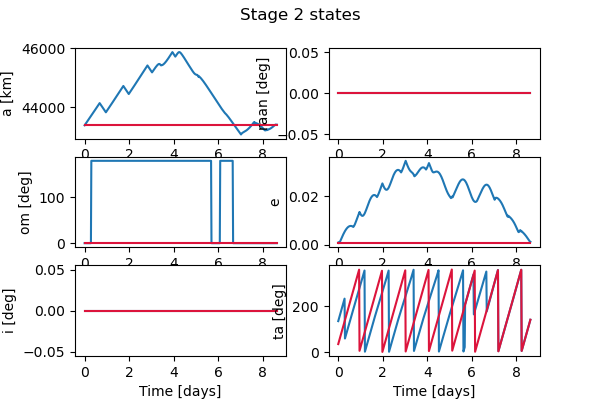 Stage 2 states
46000
44000
a [km]
0 2 4 6 8
0.05
0.00
−0.05
raan [deg]
0 2 4 6 8
100
0
om [deg]
0 2 4 6 8
0.02
0.00
e
0 2 4 6 8
0.05
0.00
−0.05
i [deg]
0 2 4 6 8
Time [days]
200
0
ta [deg]
0 2 4 6 8
Time [days]